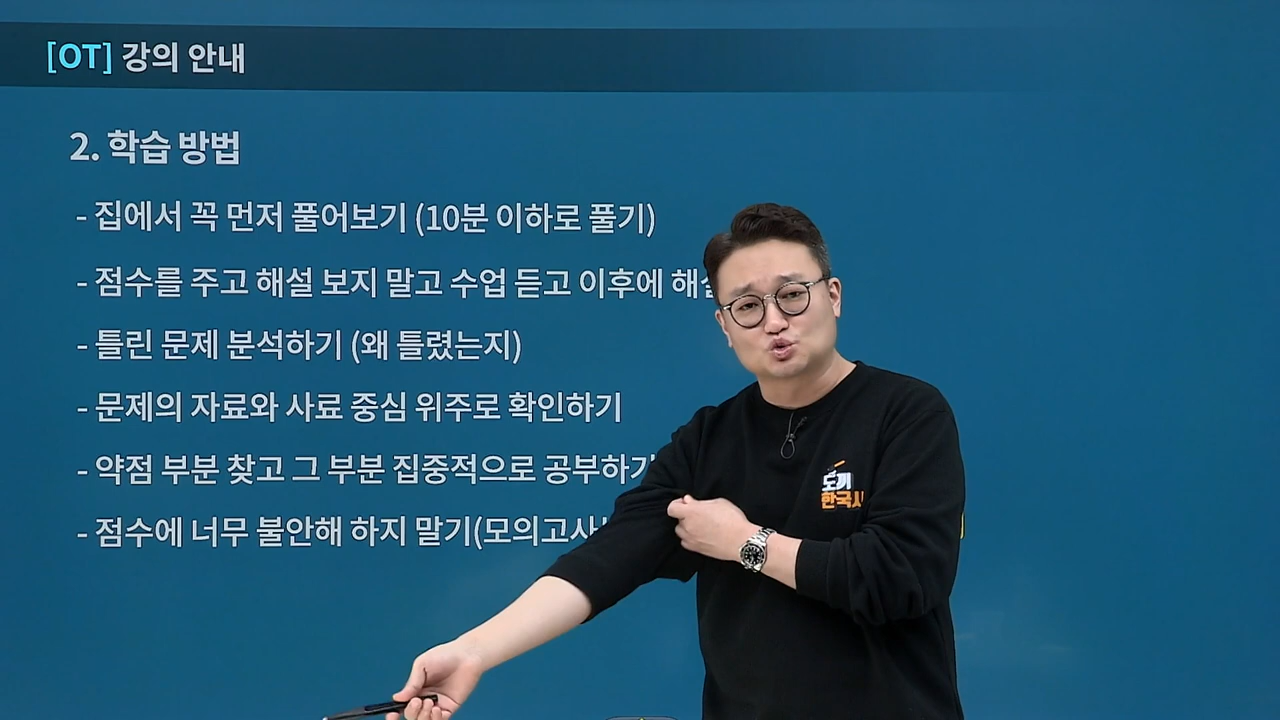 [OT] 강의 안내
2. 학습 방법
- 집에서 꼭 먼저 풀어보기 (10분 이하로 풀기)
- 점수를 주고 해설 보지 말고 수업 듣고 이후에
- 틀린 문제 분석하기 (왜 틀렸는지)
- 문제의 자료와 사료 중심 위주로 확인하기
- 약점 부분 찾고 그 부분 집중적으로 공부하기
- 점수에 너무 불안해 하지 말기(모의고사
도끼
한국사